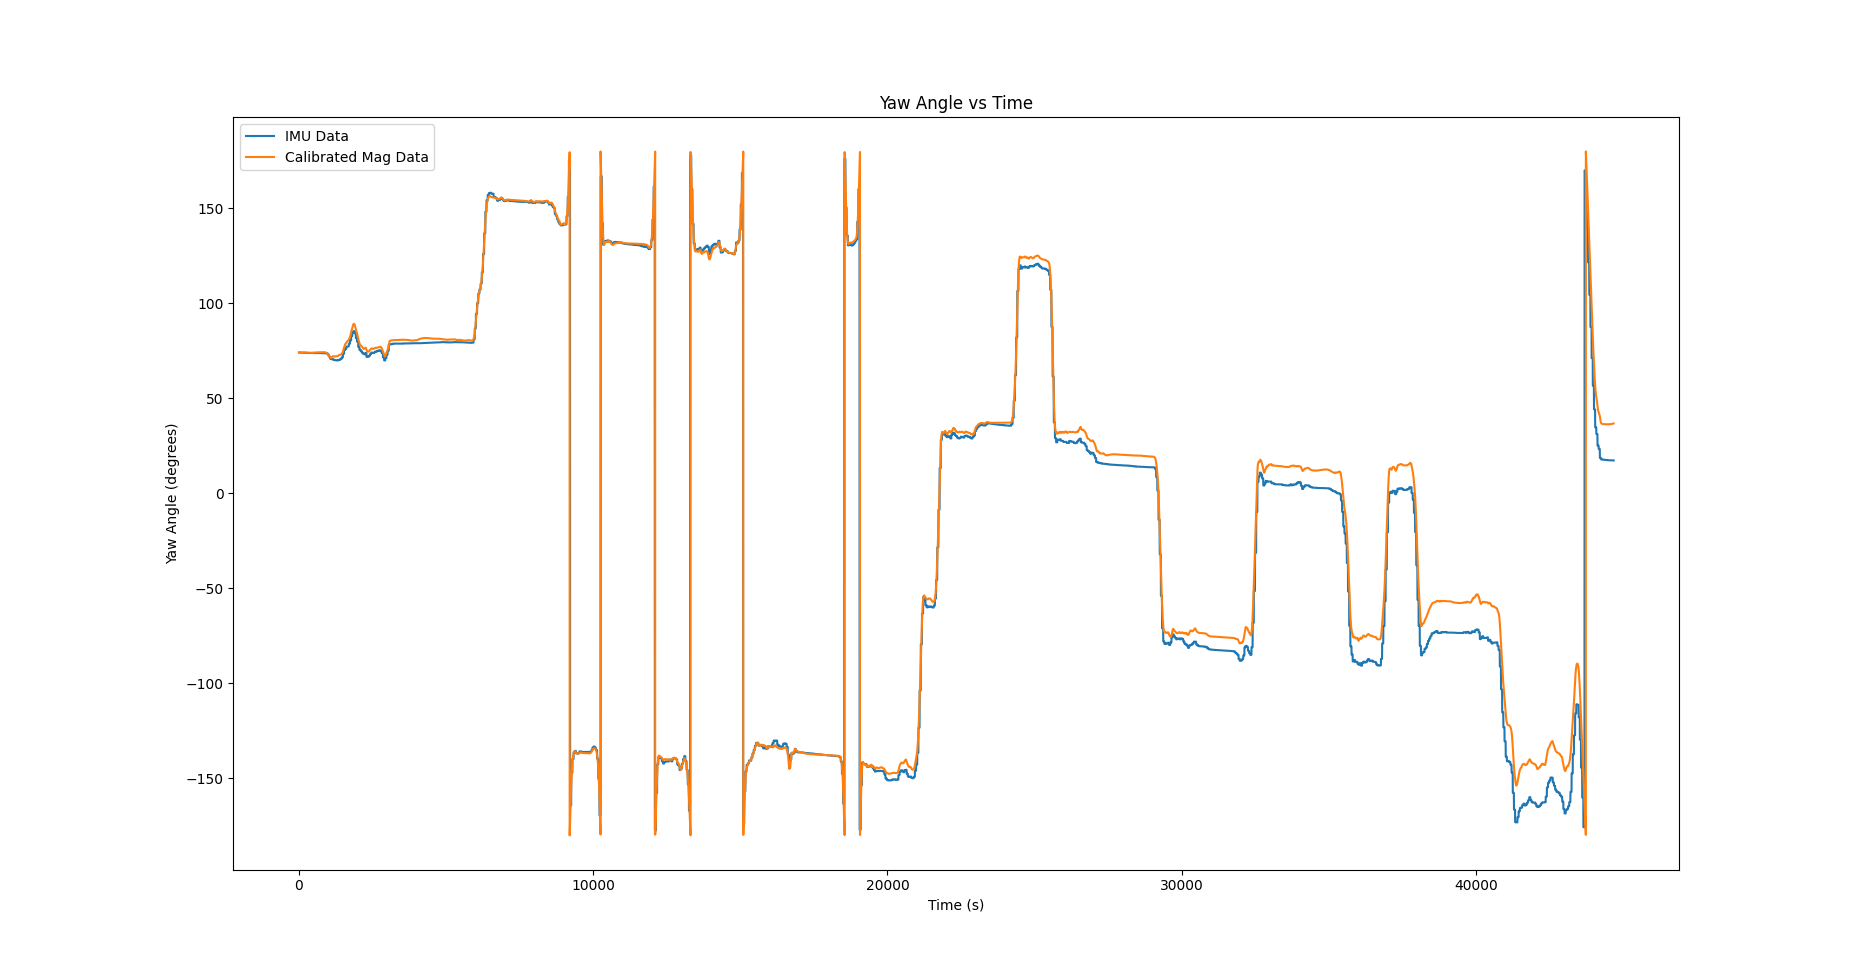 Yaw Angle vs Time
IMU Data
Calibrated Mag Data
Yaw Angle (degrees)
150
100
50
0
−50
−100
−150
0
10000
20000
30000
40000
Time (s)